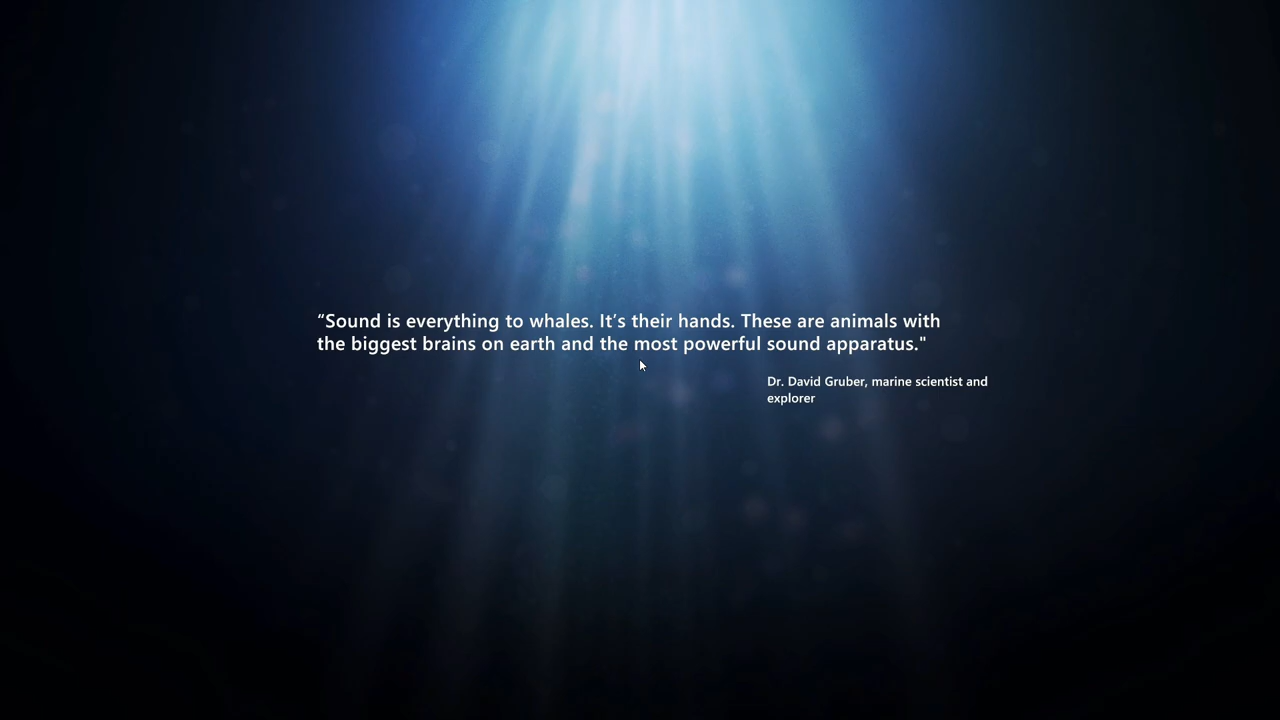 “Sound is everything to whales. It’s their hands. These are animals with
the biggest brains on earth and the most powerful sound apparatus."
Dr. David Gruber, marine scientist and
explorer